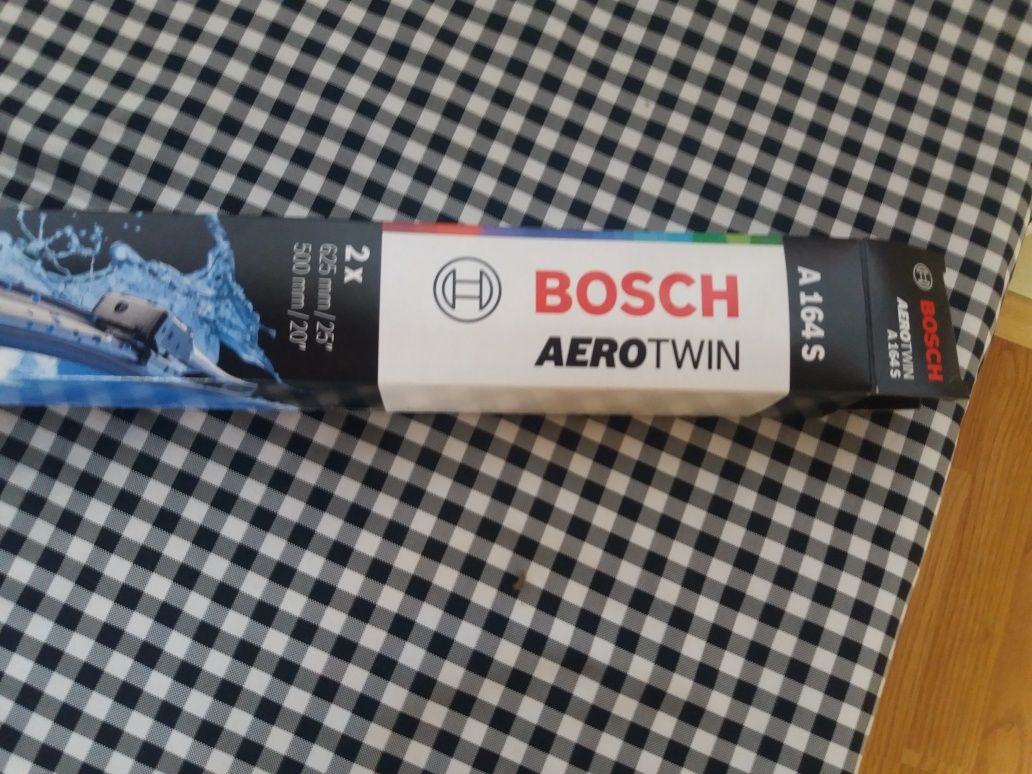 2 x
625 mm / 25"
500 mm / 20"
BOSCH
AEROTWIN
A 164 S
BOSCH
AEROTWIN
A 164 S